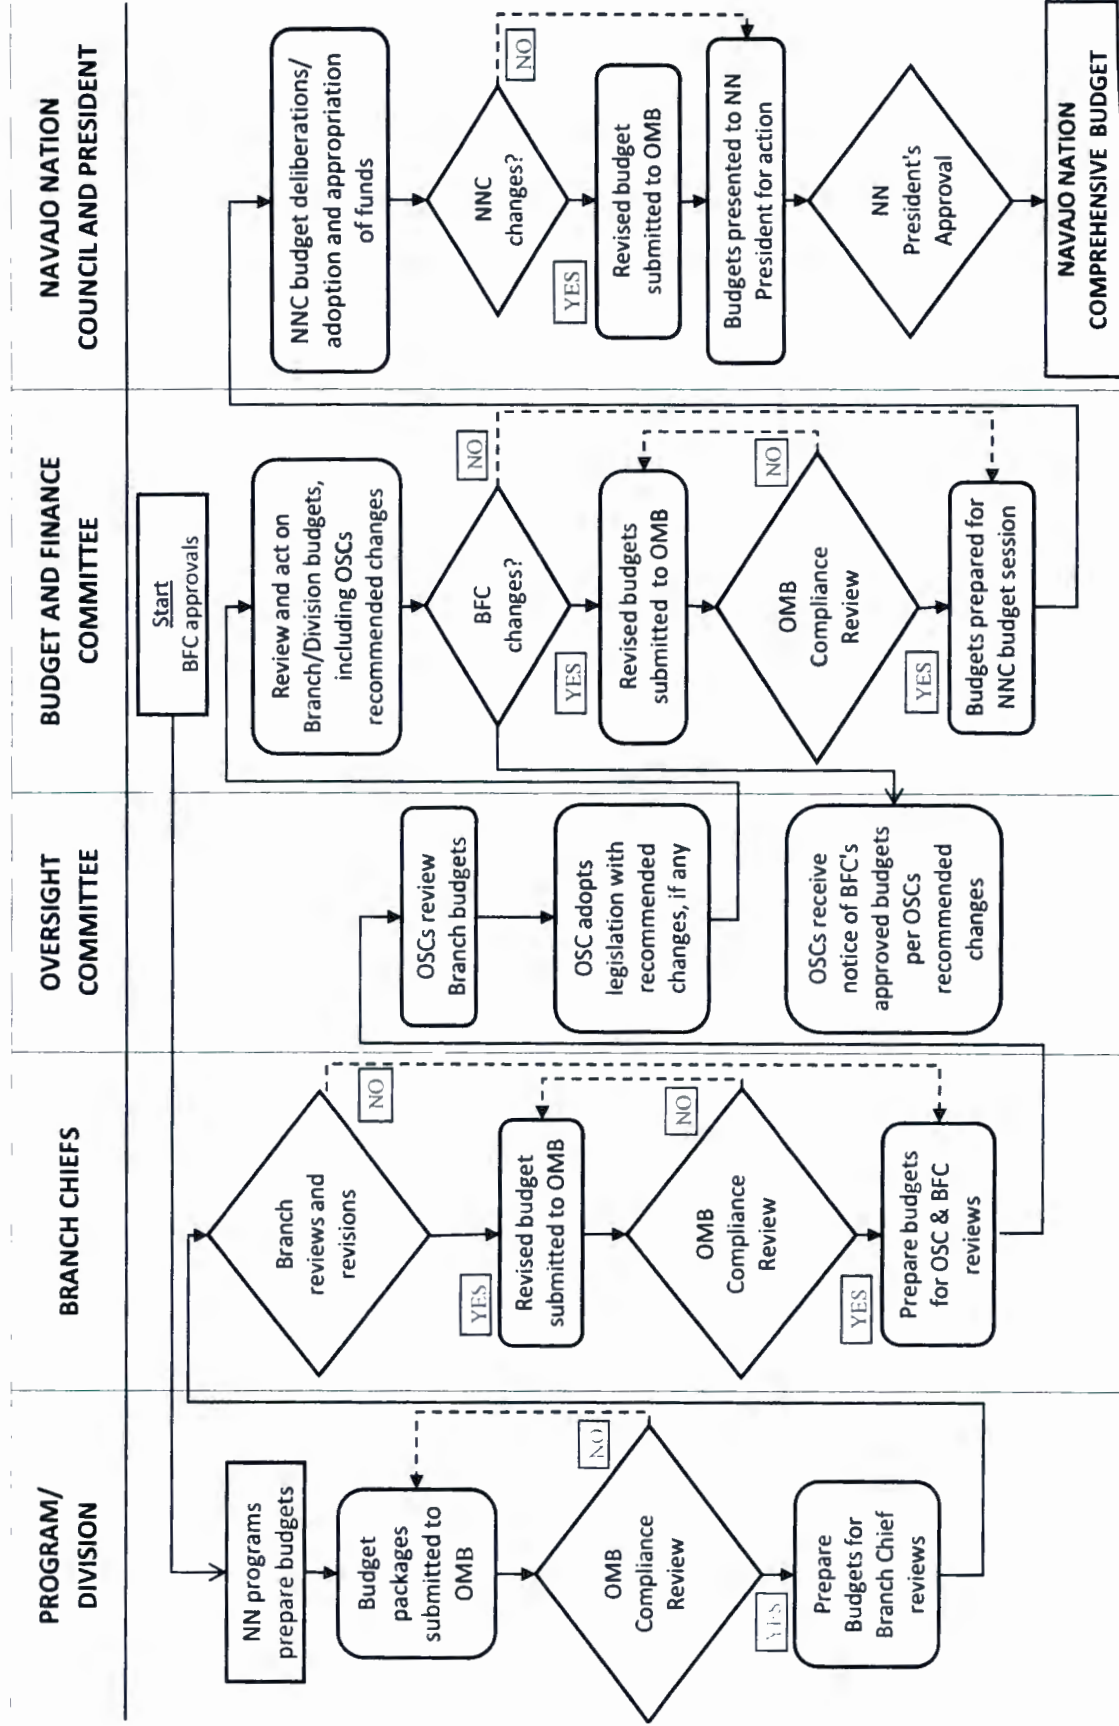 PROGRAM/
DIVISION
BRANCH CHIEFS
OVERSIGHT
COMMITTEE
BUDGET AND FINANCE
COMMITTEE
NAVAJO NATION
COUNCIL AND PRESIDENT
Start
BFC approvals
NN programs
prepare budgets
Budget
packages
submitted to
OMB
OMB
Compliance
Review
NO
YES
Prepare
Budgets for
Branch Chief
reviews
Branch
reviews and
revisions
NO
YES
Revised budget
submitted to OMB
OMB
Compliance
Review
NO
YES
Prepare budgets
for OSC & BFC
reviews
OSCs review
Branch budgets
OSC adopts
legislation with
recommended
changes, if any
OSCs receive
notice of BFC's
approved budgets
per OSCs
recommended
changes
Review and act on
Branch/Division budgets,
including OSCs
recommended changes
BFC
changes?
NO
YES
Revised budgets
submitted to OMB
OMB
Compliance
Review
NO
YES
Budgets prepared for
NNC budget session
NNC budget deliberations/
adoption and appropriation
of funds
NNC
changes?
NO
YES
Revised budget
submitted to OMB
Budgets presented to NN
President for action
NN
President's
Approval
NAVAJO NATION
COMPREHENSIVE BUDGET